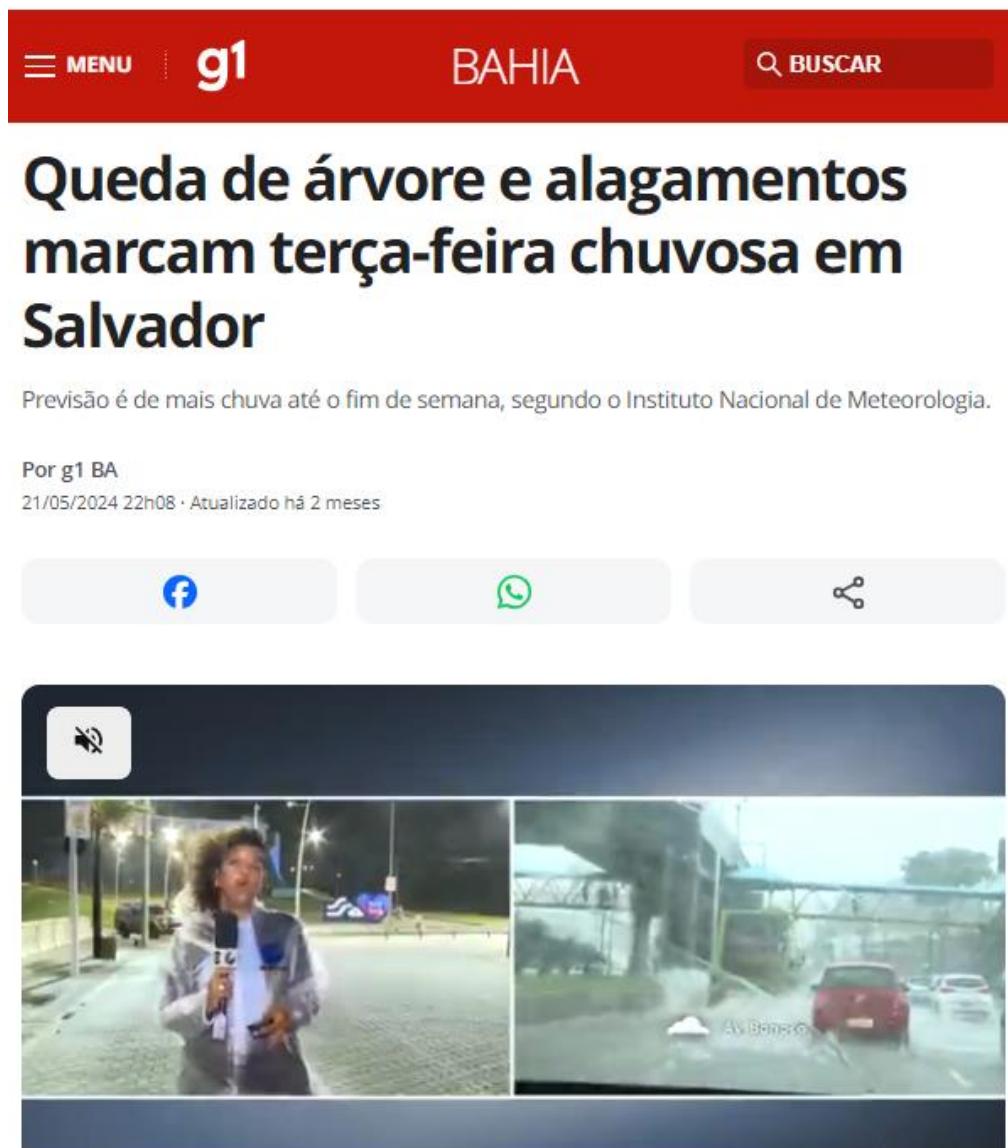 MENU
g1
BAHIA
BUSCAR
Queda de árvore e alagamentos
marcam terça-feira chuvosa em
Salvador
Previsão é de mais chuva até o fim de semana, segundo o Instituto Nacional de Meteorologia.
Por g1 BA
21/05/2024 22h08 · Atualizado há 2 meses
Av.